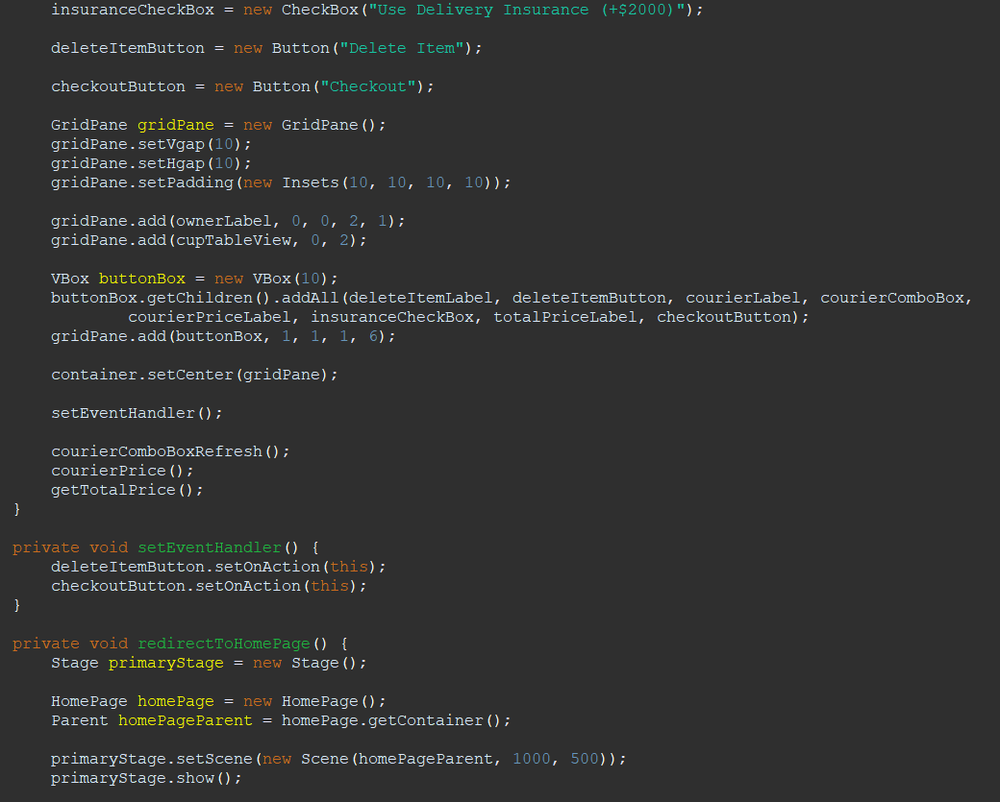 insuranceCheckBox = new CheckBox("Use Delivery Insurance (+$2000)");
deleteItemButton = new Button("Delete Item");
checkoutButton = new Button("Checkout");
GridPane gridPane = new GridPane();
gridPane.setVgap(10);
gridPane.setHgap(10);
gridPane.setPadding(new Insets(10, 10, 10, 10));
gridPane.add(ownerLabel, 0, 0, 2, 1);
gridPane.add(cupTableView, 0, 2);
VBox buttonBox = new VBox(10);
buttonBox.getChildren().addAll(deleteItemLabel, deleteItemButton, courierLabel, courierComboBox,
courierPriceLabel, insuranceCheckBox, totalPriceLabel, checkoutButton);
gridPane.add(buttonBox, 1, 1, 1, 6);
container.setCenter(gridPane);
setEventHandler();
courierComboBoxRefresh();
courierPrice();
getTotalPrice();
}
private void setEventHandler() {
deleteItemButton.setOnAction(this);
checkoutButton.setOnAction(this);
}
private void redirectToHomePage() {
Stage primaryStage = new Stage();
HomePage homePage = new HomePage();
Parent homePageParent = homePage.getContainer();
primaryStage.setScene(new Scene(homePageParent, 1000, 500));
primaryStage.show();